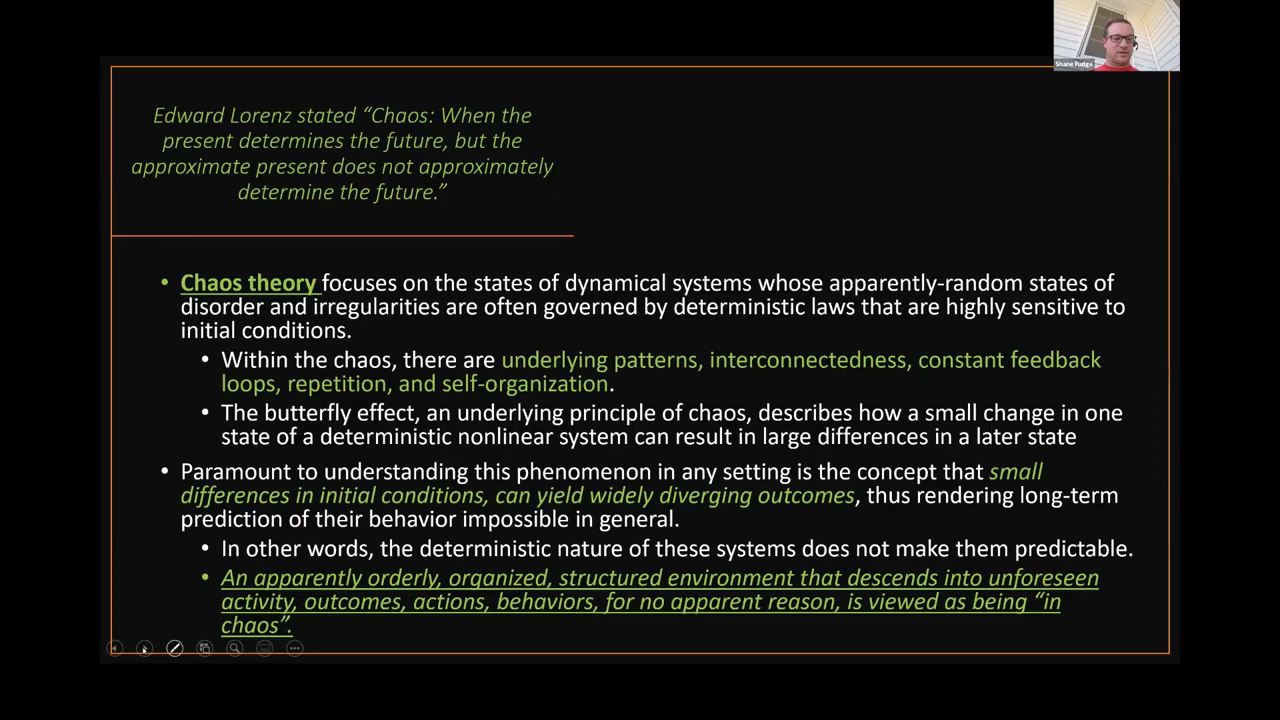 Shane Fudge
Edward Lorenz stated “Chaos: When the
present determines the future, but the
approximate present does not approximately
determine the future.”
• Chaos theory focuses on the states of dynamical systems whose apparently-random states of
disorder and irregularities are often governed by deterministic laws that are highly sensitive to
initial conditions.
• Within the chaos, there are underlying patterns, interconnectedness, constant feedback
loops, repetition, and self-organization.
• The butterfly effect, an underlying principle of chaos, describes how a small change in one
state of a deterministic nonlinear system can result in large differences in a later state
• Paramount to understanding this phenomenon in any setting is the concept that small
differences in initial conditions, can yield widely diverging outcomes, thus rendering long-term
prediction of their behavior impossible in general.
• In other words, the deterministic nature of these systems does not make them predictable.
• An apparently orderly, organized, structured environment that descends into unforeseen
activity, outcomes, actions, behaviors, for no apparent reason, is viewed as being “in
chaos”.